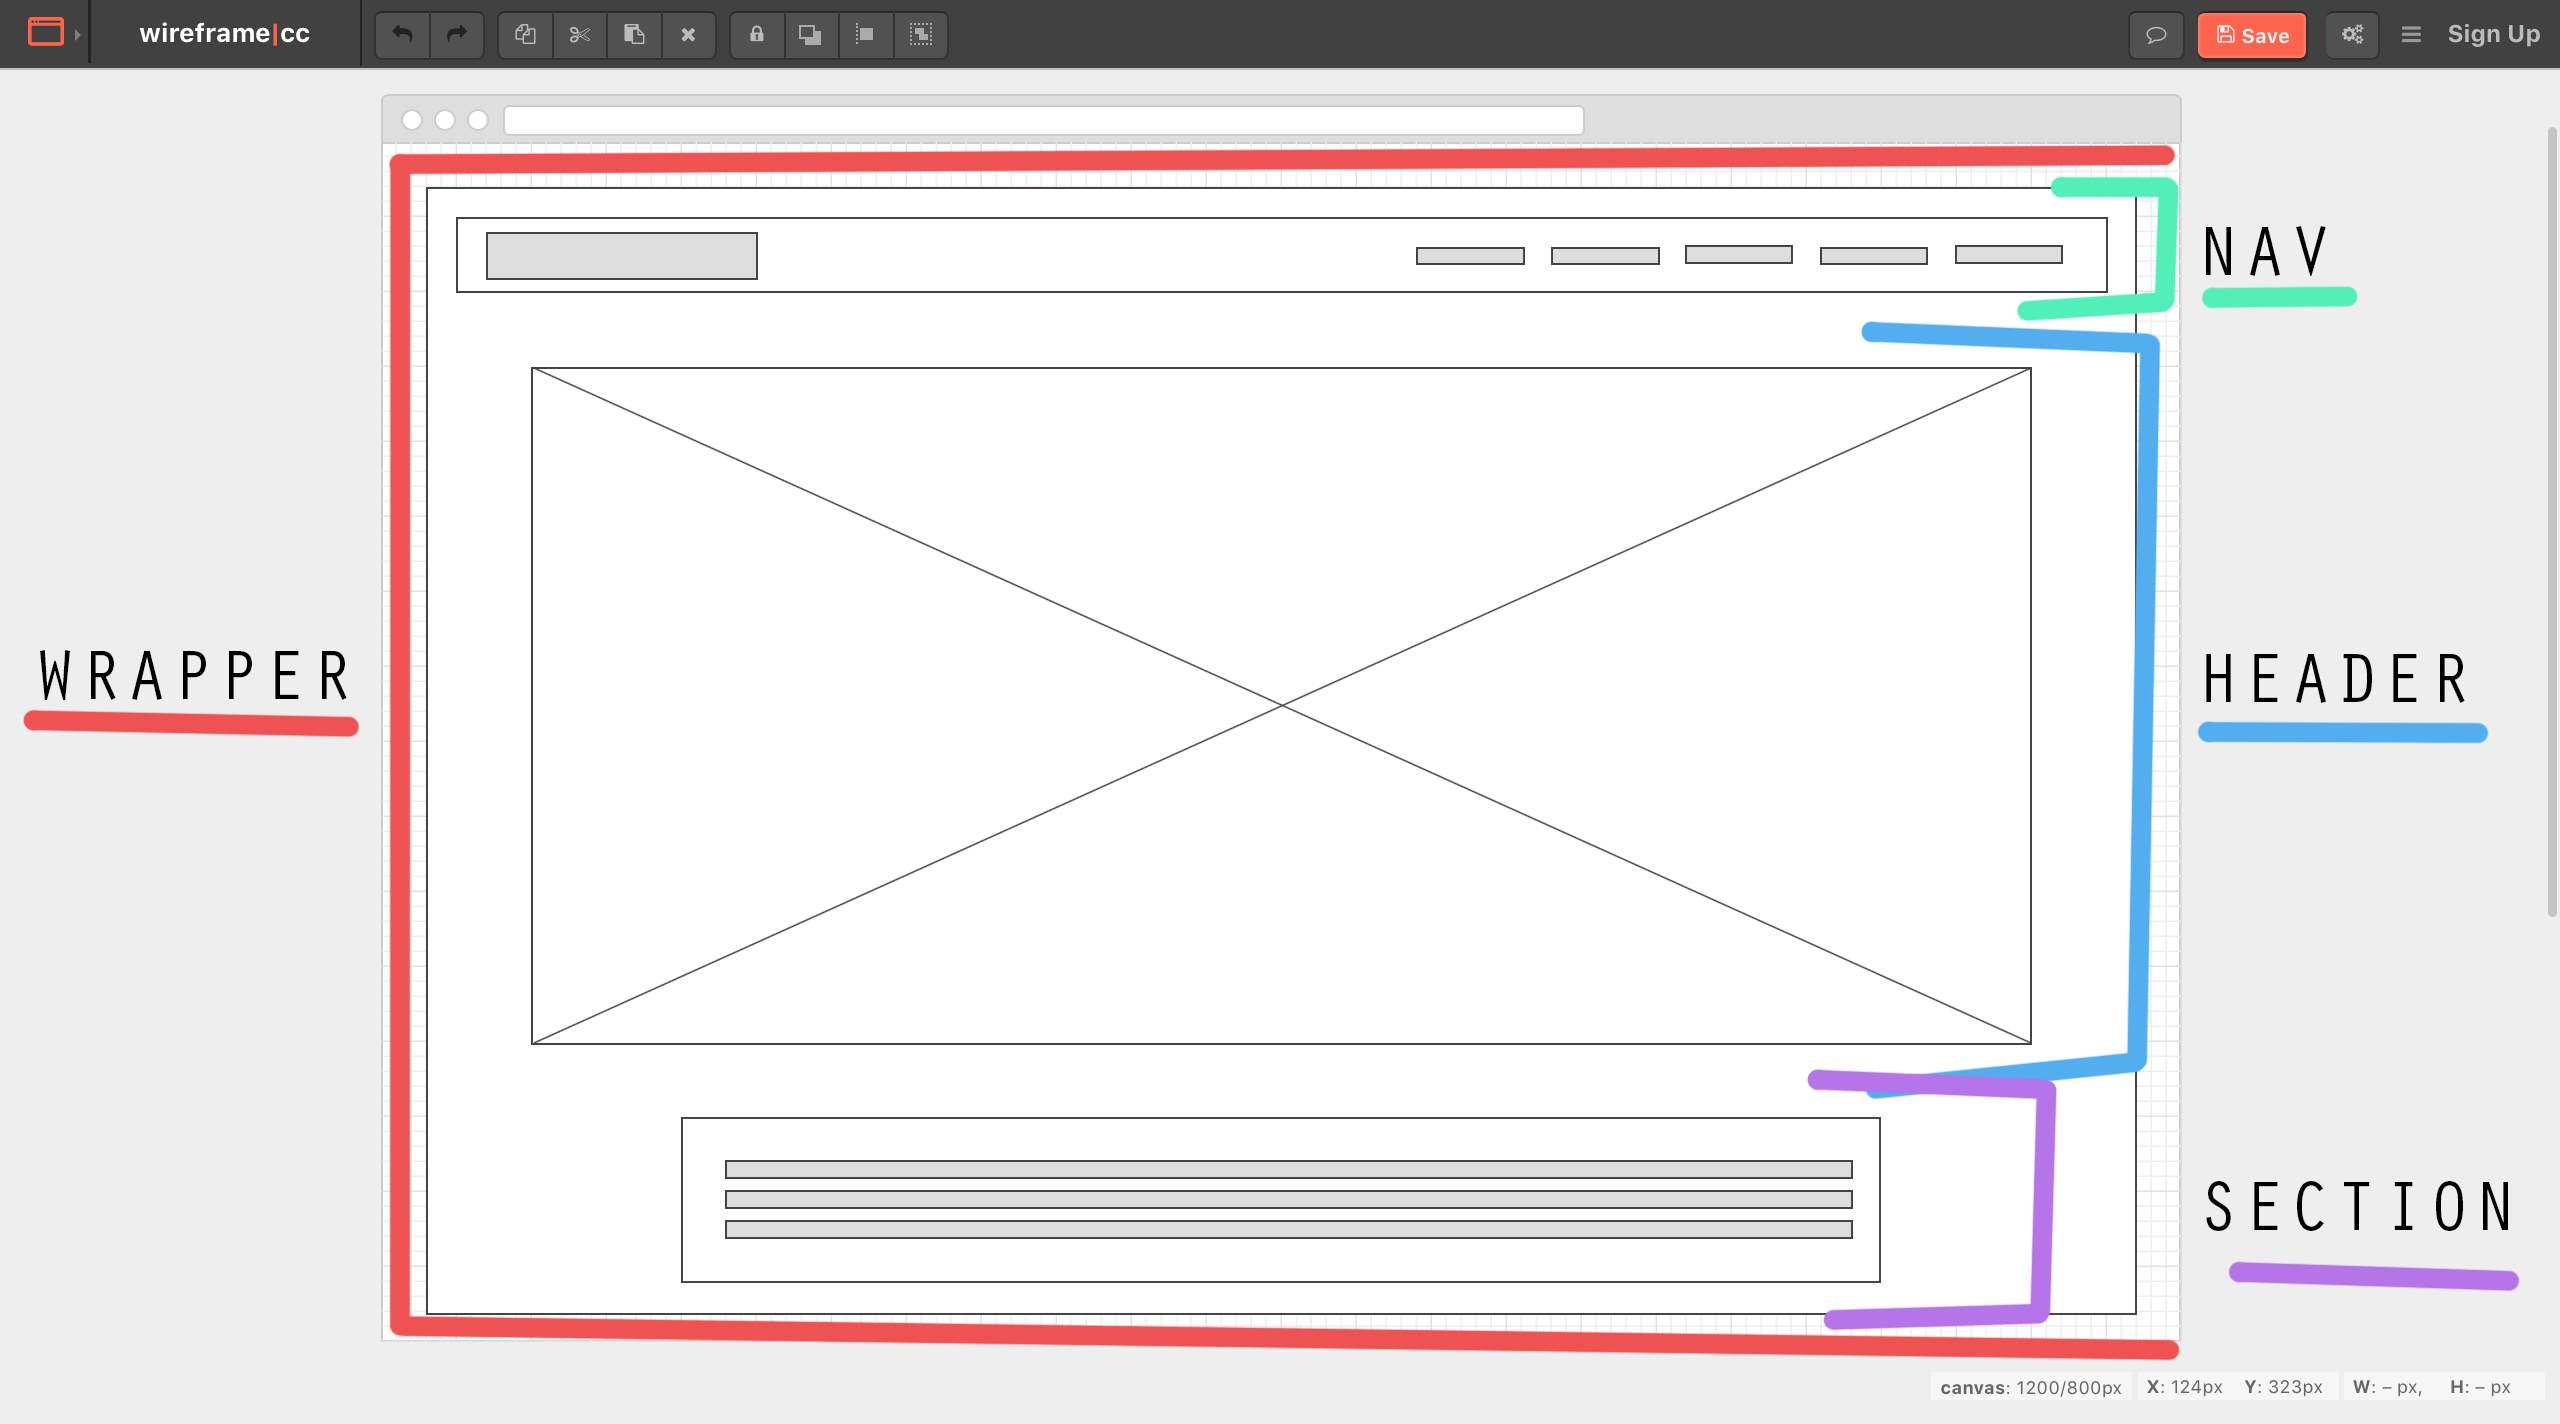 wireframe|cc
Save
Sign Up
NAV
WRAPPER
HEADER
SECTION
canvas: 1200/800px X: 124px Y: 323px W: – px, H: – px